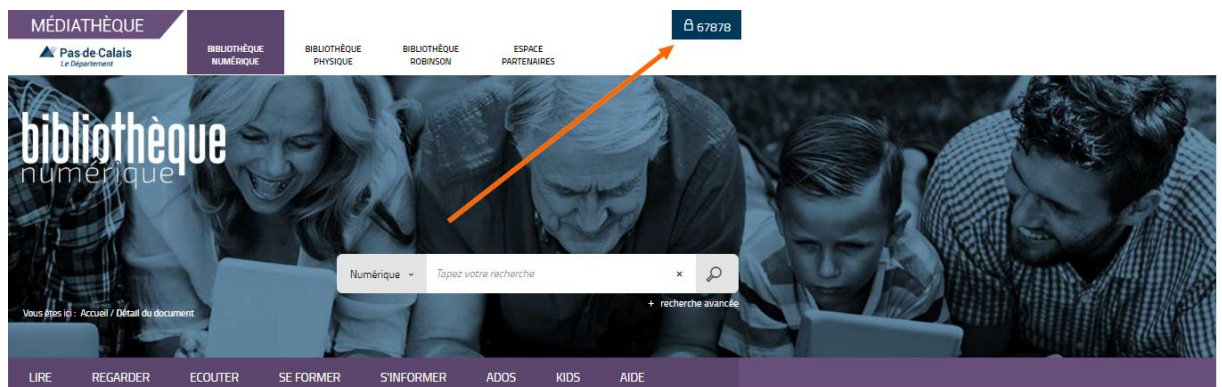 MÉDIATHÈQUE
Pas-de-Calais
Le Département
BIBLIOTHÈQUE
NUMÉRIQUE
BIBLIOTHÈQUE
PHYSIQUE
BIBLIOTHÈQUE
ROBINSON
ESPACE
PARTENAIRES
67878
bibliothèque
numérique
Numérique
Tapez votre recherche
×
+ recherche avancée
Vous êtes ici : Accueil / Détail du document
LIRE REGARDER ECOUTER SE FORMER S'INFORMER ADOS KIDS AIDE